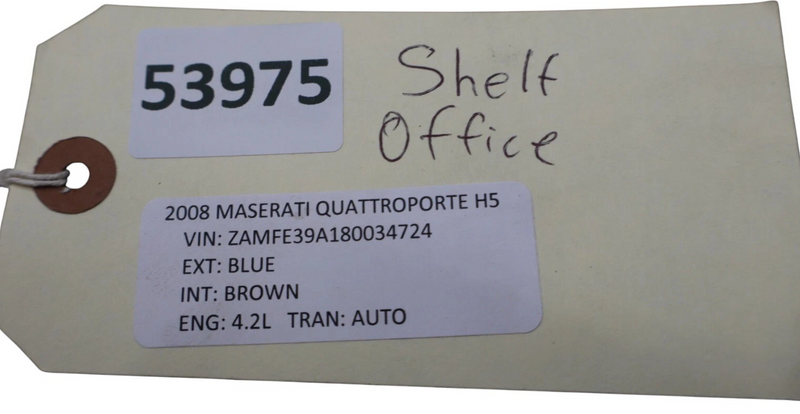 53975
Shelf
Office
2008 MASERATI QUATTROPORTE H5
VIN: ZAMFE39A180034724
EXT: BLUE
INT: BROWN
ENG: 4.2L TRAN: AUTO